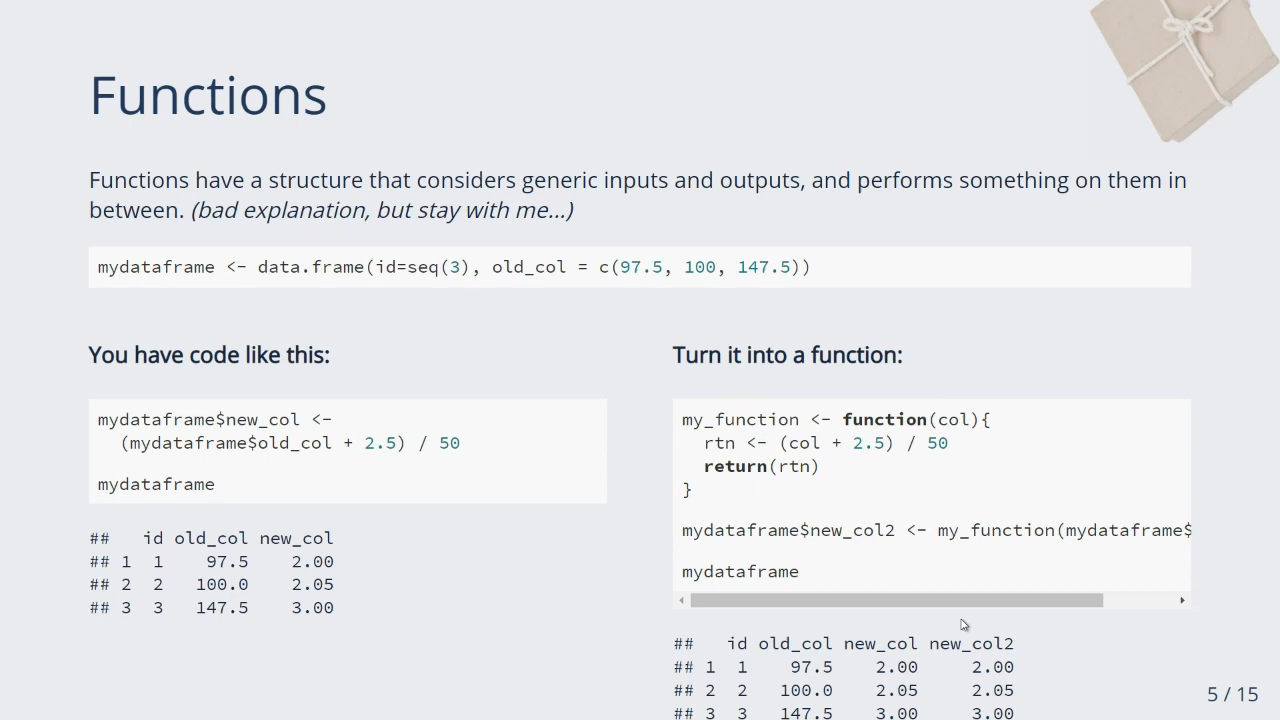 Functions
Functions have a structure that considers generic inputs and outputs, and performs something on them in
between. (bad explanation, but stay with me...)
mydataframe <- data.frame(id=seq(3), old_col = c(97.5, 100, 147.5))
You have code like this:
mydataframe$new_col <-
  (mydataframe$old_col + 2.5) / 50
mydataframe
##   id old_col new_col
## 1  1    97.5    2.00
## 2  2   100.0    2.05
## 3  3   147.5    3.00
Turn it into a function:
my_function <- function(col){
  rtn <- (col + 2.5) / 50
  return(rtn)
}
mydataframe$new_col2 <- my_function(mydataframe$
mydataframe
##   id old_col new_col new_col2
## 1  1    97.5    2.00     2.00
## 2  2   100.0    2.05     2.05
## 3  3   147.5    3.00     3.00
5 / 15